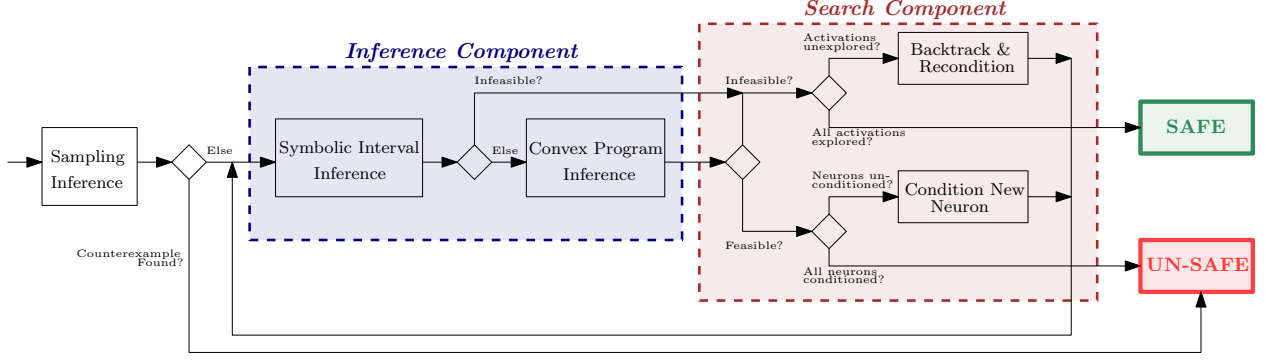 Search Component
Inference Component
Activations
unexplored?
Backtrack &
Recondition
Infeasible?
Infeasible?
SAFE
All activations
explored?
Sampling
Inference
Else
Symbolic Interval
Inference
Else
Convex Program
Inference
Neurons un-
conditioned?
Condition New
Neuron
Feasible?
Counterexample
Found?
All neurons
conditioned?
UN-SAFE